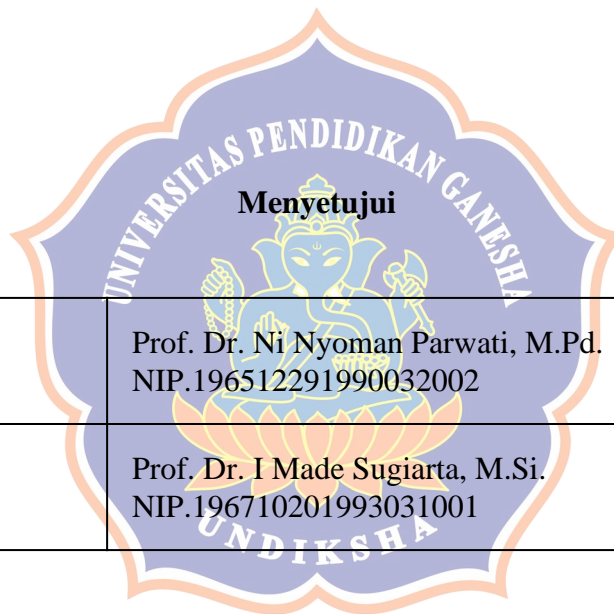 UNIVERSITAS PENDIDIKAN GANESHA
Menyetujui
Prof. Dr. Ni Nyoman Parwati, M.Pd.
NIP.196512291990032002
Prof. Dr. I Made Sugiarta, M.Si.
NIP.196710201993031001
UNDIKSHA